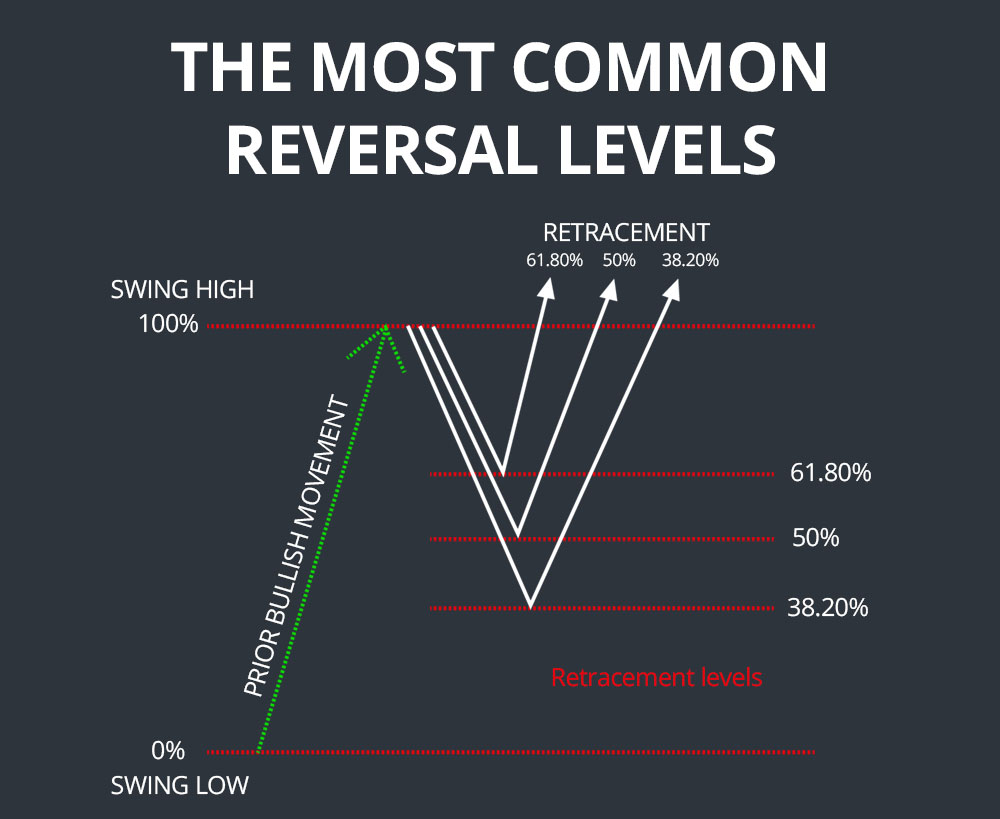 THE MOST COMMON
REVERSAL LEVELS
RETRACEMENT
61.80% 50% 38.20%
SWING HIGH
100%
PRIOR BULLISH MOVEMENT
61.80%
50%
38.20%
Retracement levels
0%
SWING LOW